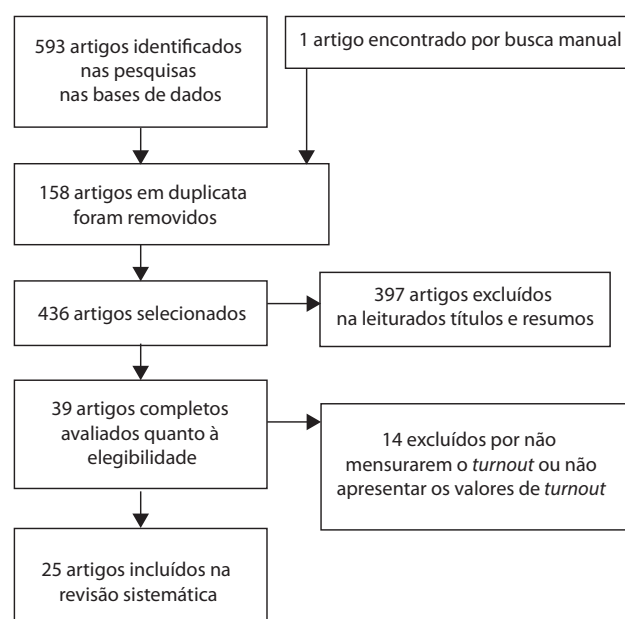 593 artigos identificados
nas pesquisas
nas bases de dados
1 artigo encontrado por busca manual
158 artigos em duplicata
foram removidos
436 artigos selecionados
397 artigos excluídos
na leiturados títulos e resumos
39 artigos completos
avaliados quanto à
elegibilidade
14 excluídos por não
mensurarem o turnout ou não
apresentar os valores de turnout
25 artigos incluídos na
revisão sistemática